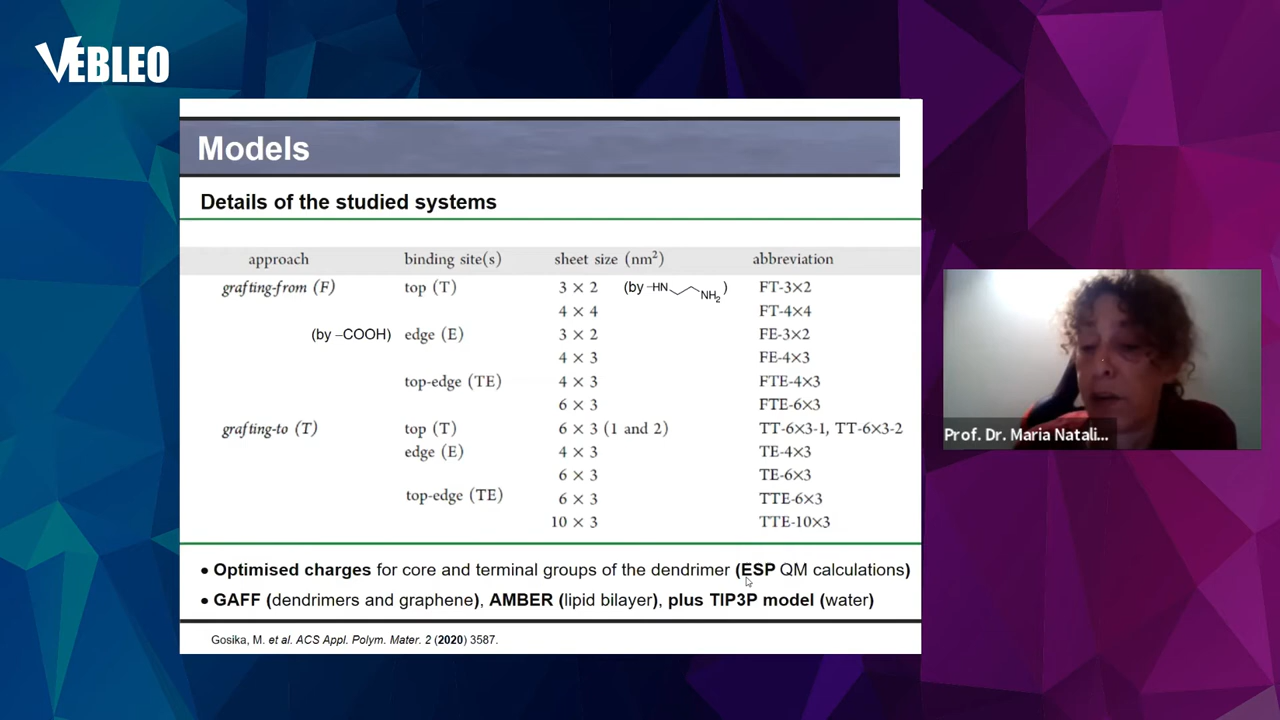 VEBLEO
Models
Details of the studied systems
approach binding site(s) sheet size (nm²) abbreviation
grafting-from (F) top (T) 3 × 2 (by –HN NH₂ ) FT-3×2
4 × 4 FT-4×4
(by –COOH) edge (E) 3 × 2 FE-3×2
4 × 3 FE-4×3
top-edge (TE) 4 × 3 FTE-4×3
6 × 3 FTE-6×3
grafting-to (T) top (T) 6 × 3 (1 and 2) TT-6×3-1, TT-6×3-2
edge (E) 4 × 3 TE-4×3
6 × 3 TE-6×3
top-edge (TE) 6 × 3 TTE-6×3
10 × 3 TTE-10×3
• Optimised charges for core and terminal groups of the dendrimer (ESP QM calculations)
• GAFF (dendrimers and graphene), AMBER (lipid bilayer), plus TIP3P model (water)
Gosika, M. et al. ACS Appl. Polym. Mater. 2 (2020) 3587.
Prof. Dr. Maria Natali...